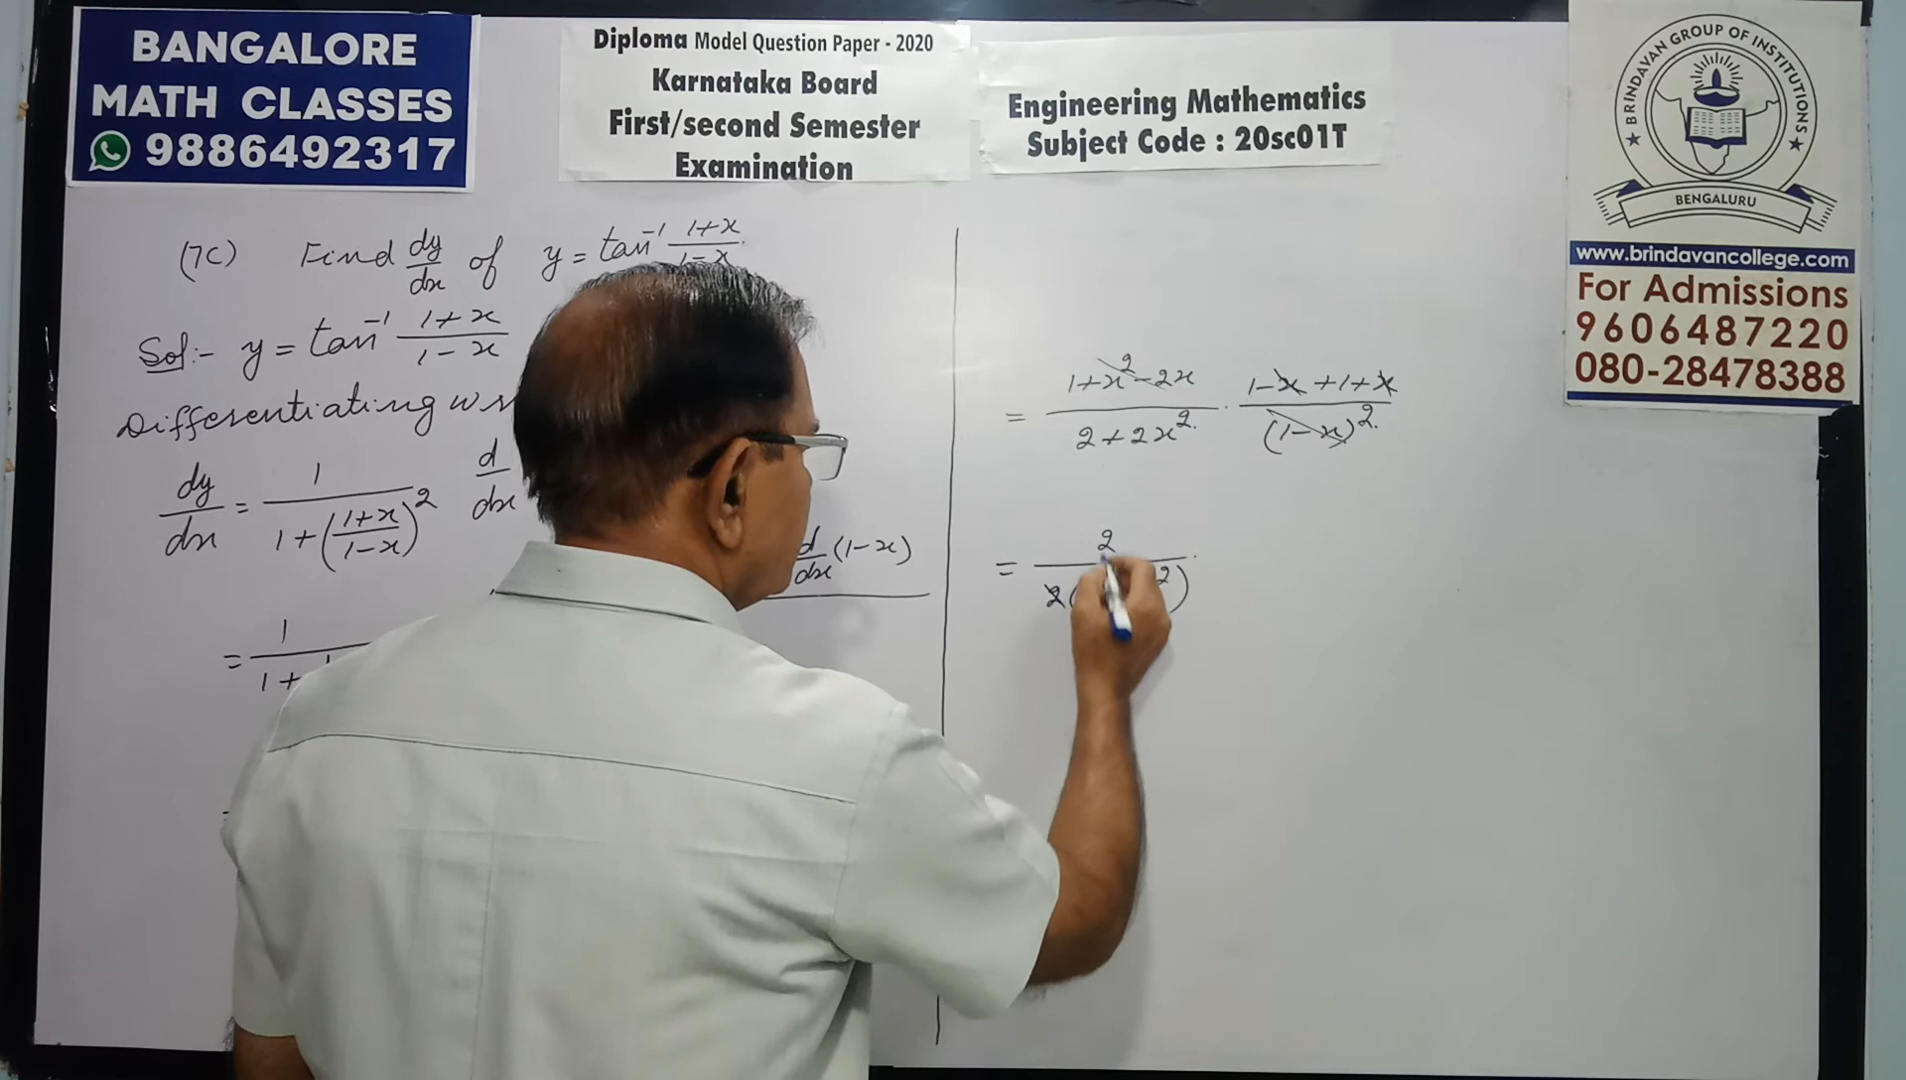 BANGALORE
MATH CLASSES
9886492317
Diploma Model Question Paper - 2020
Karnataka Board
First/second Semester
Examination
Engineering Mathematics
Subject Code : 20sc01T
BRINDAVAN GROUP OF INSTITUTIONS
BENGALURU
www.brindavancollege.com
For Admissions
9606487220
080-28478388
(7C) Find dy/dx of y = tan⁻¹ (1+x)/(1-x)
Sol:- y = tan⁻¹ (1+x)/(1-x)
Differentiating
dy/dx = 1/(1+((1+x)/(1-x))²) d/dx
d/dx (1-x)
= 1/(1+
= (1+x²-2x)/(2+2x²) . (1-x+1+x)/(1-x)²
= 2/2( ²)